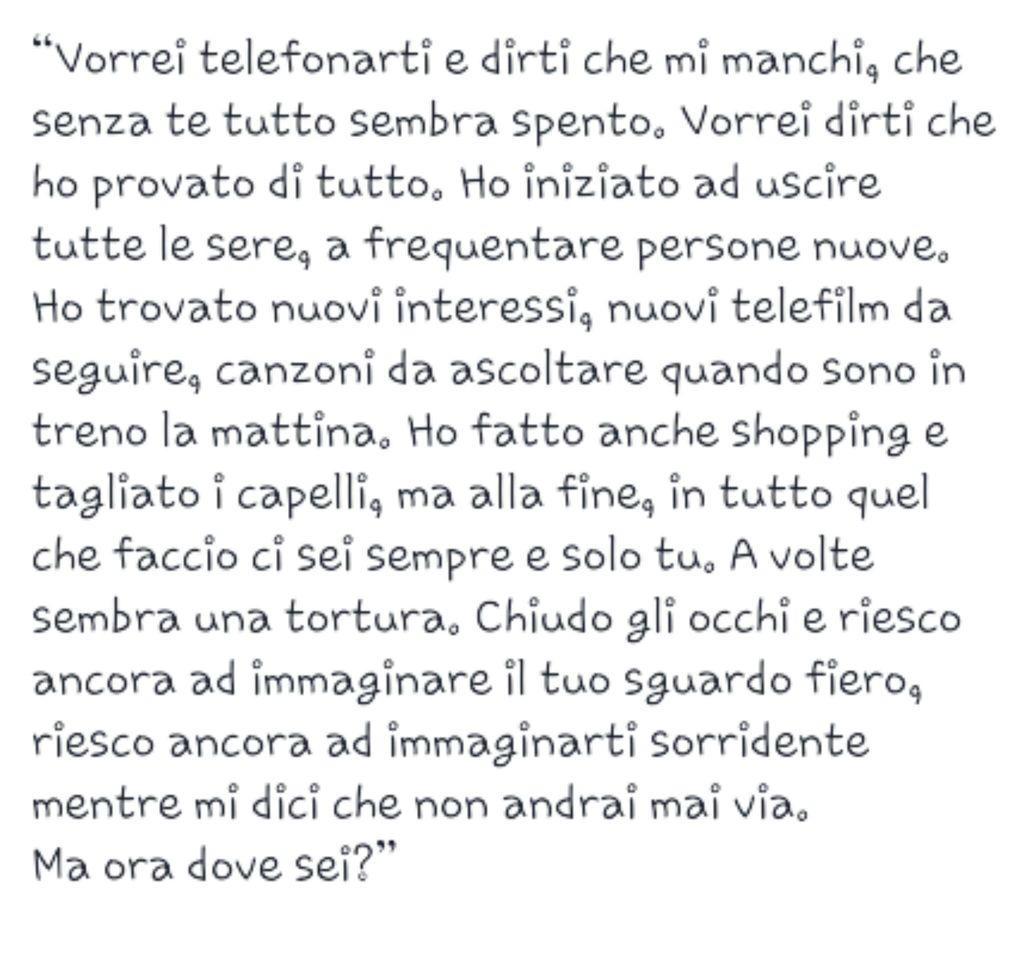 “Vorrei telefonarti e dirti che mi manchi, che
senza te tutto sembra spento. Vorrei dirti che
ho provato di tutto. Ho iniziato ad uscire
tutte le sere, a frequentare persone nuove.
Ho trovato nuovi interessi, nuovi telefilm da
seguire, canzoni da ascoltare quando sono in
treno la mattina. Ho fatto anche shopping e
tagliato i capelli, ma alla fine, in tutto quel
che faccio ci sei sempre e solo tu. A volte
sembra una tortura. Chiudo gli occhi e riesco
ancora ad immaginare il tuo sguardo fiero,
riesco ancora ad immaginarti sorridente
mentre mi dici che non andrai mai via.
Ma ora dove sei?”